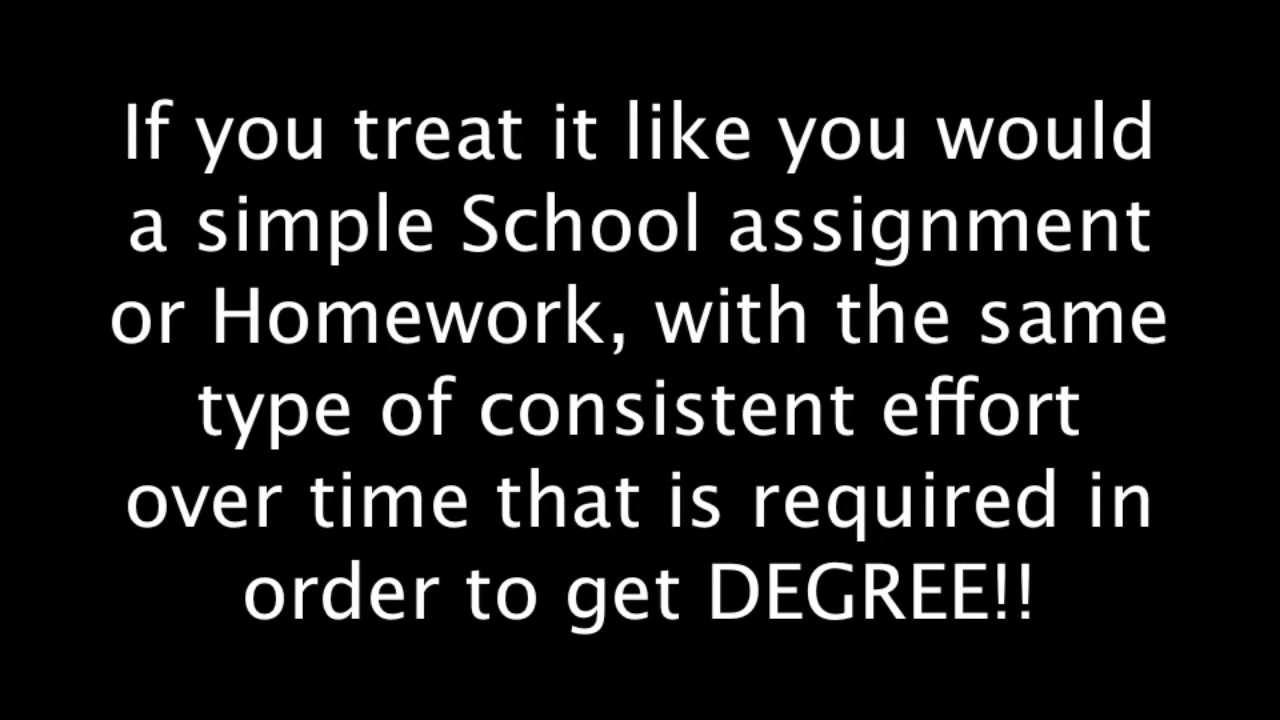 If you treat it like you would
a simple School assignment
or Homework, with the same
type of consistent effort
over time that is required in
order to get DEGREE!!